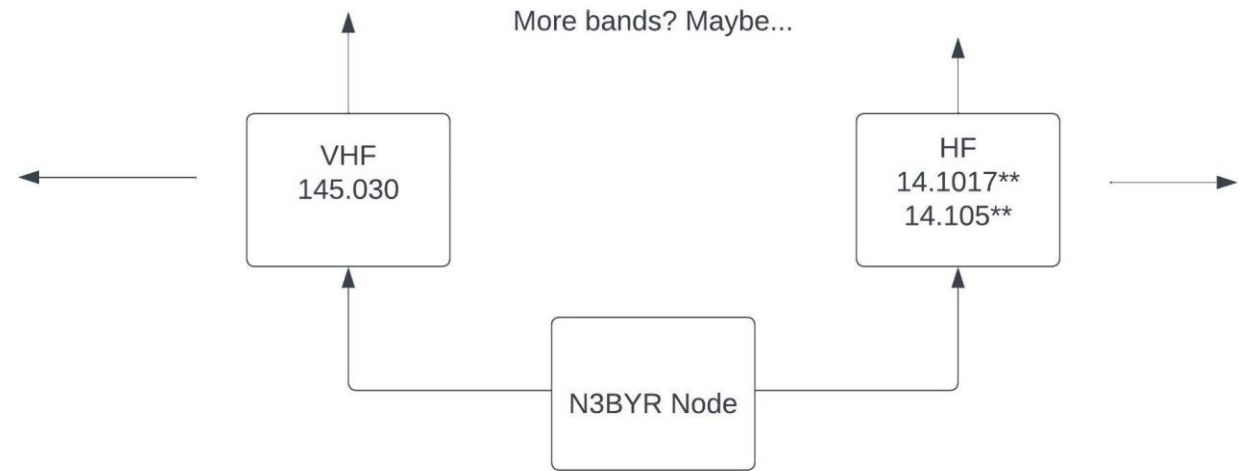 More bands? Maybe...
VHF
145.030
HF
14.1017**
14.105**
N3BYR Node